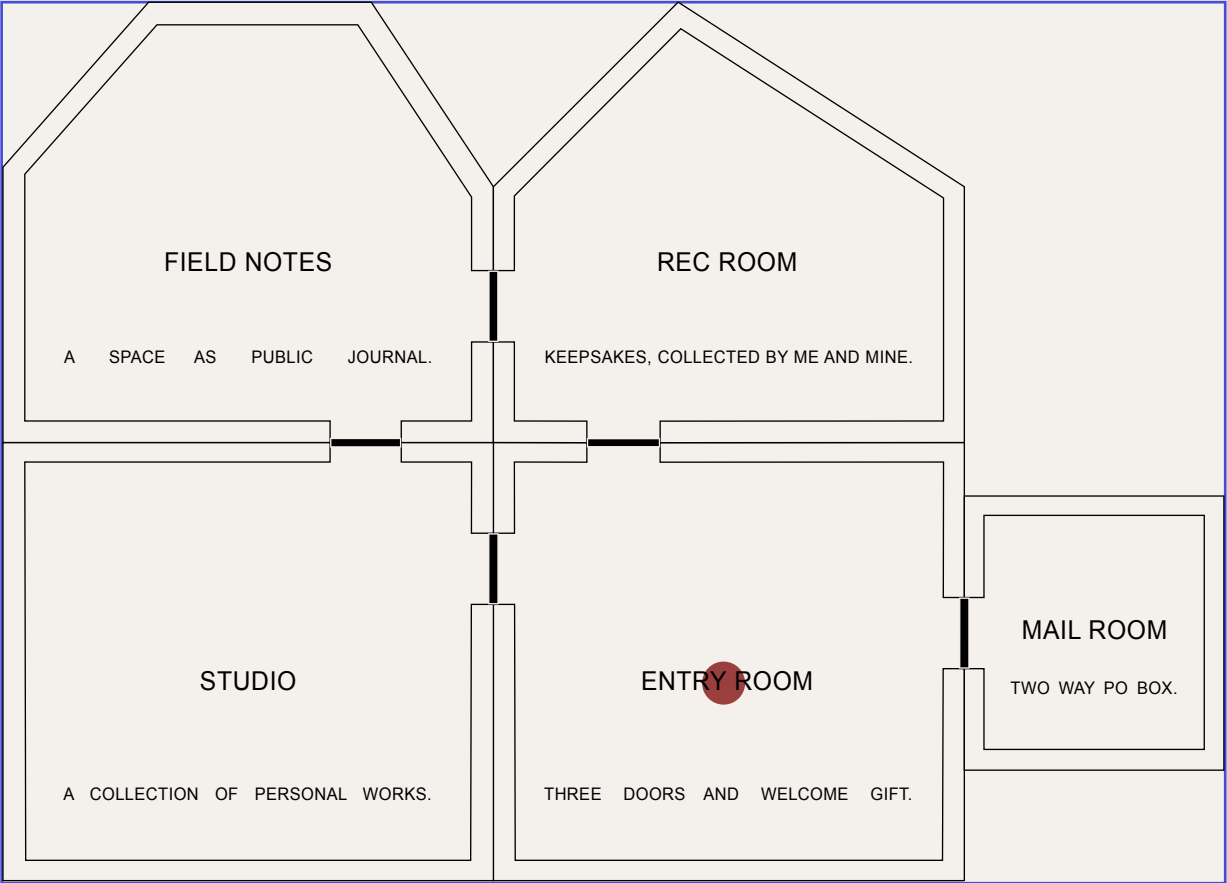 FIELD NOTES
A SPACE AS PUBLIC JOURNAL.
REC ROOM
KEEPSAKES, COLLECTED BY ME AND MINE.
STUDIO
A COLLECTION OF PERSONAL WORKS.
ENTRY ROOM
THREE DOORS AND WELCOME GIFT.
MAIL ROOM
TWO WAY PO BOX.